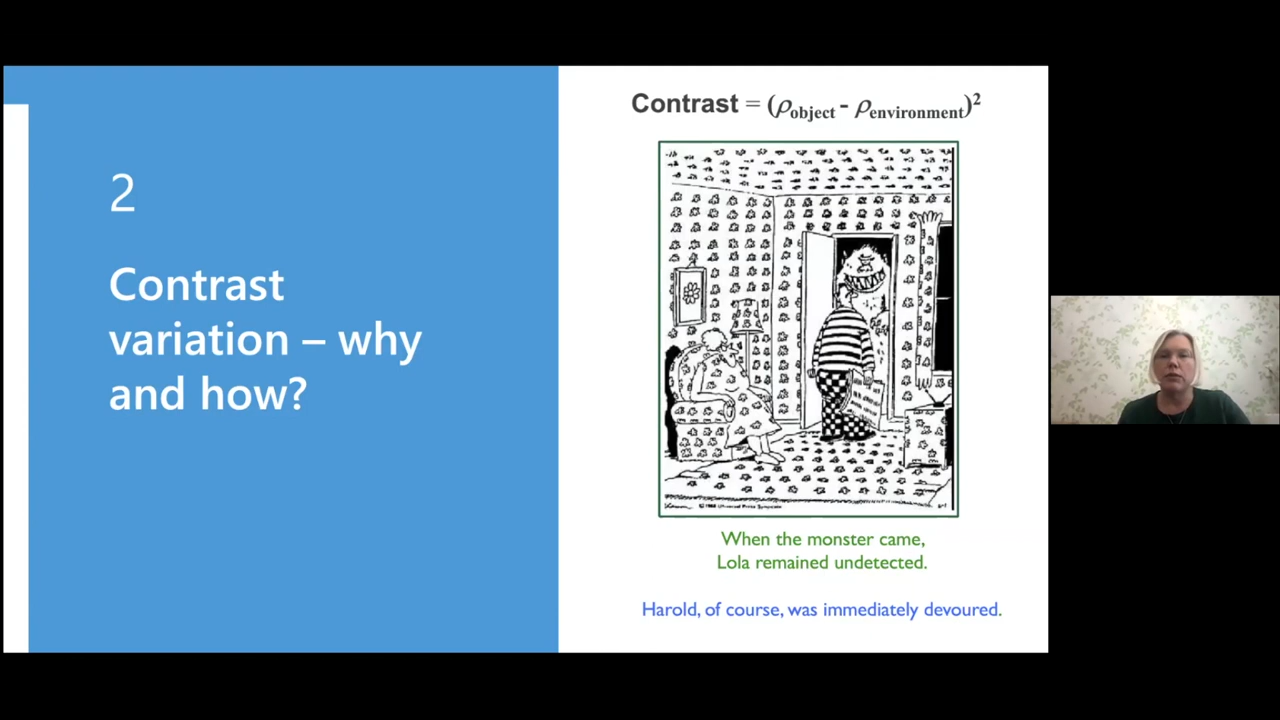 2
Contrast
variation – why
and how?
Contrast = (ρobject - ρenvironment)²
When the monster came,
Lola remained undetected.
Harold, of course, was immediately devoured.